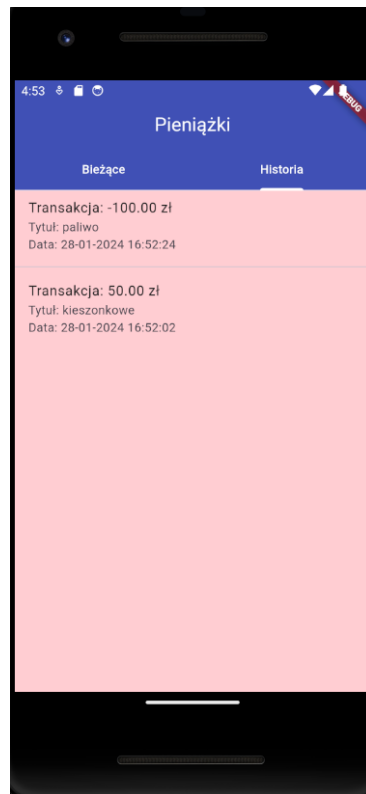 4:53
DEBUG
Pieniążki
Bieżące
Historia
Transakcja: -100.00 zł
Tytuł: paliwo
Data: 28-01-2024 16:52:24
Transakcja: 50.00 zł
Tytuł: kieszonkowe
Data: 28-01-2024 16:52:02